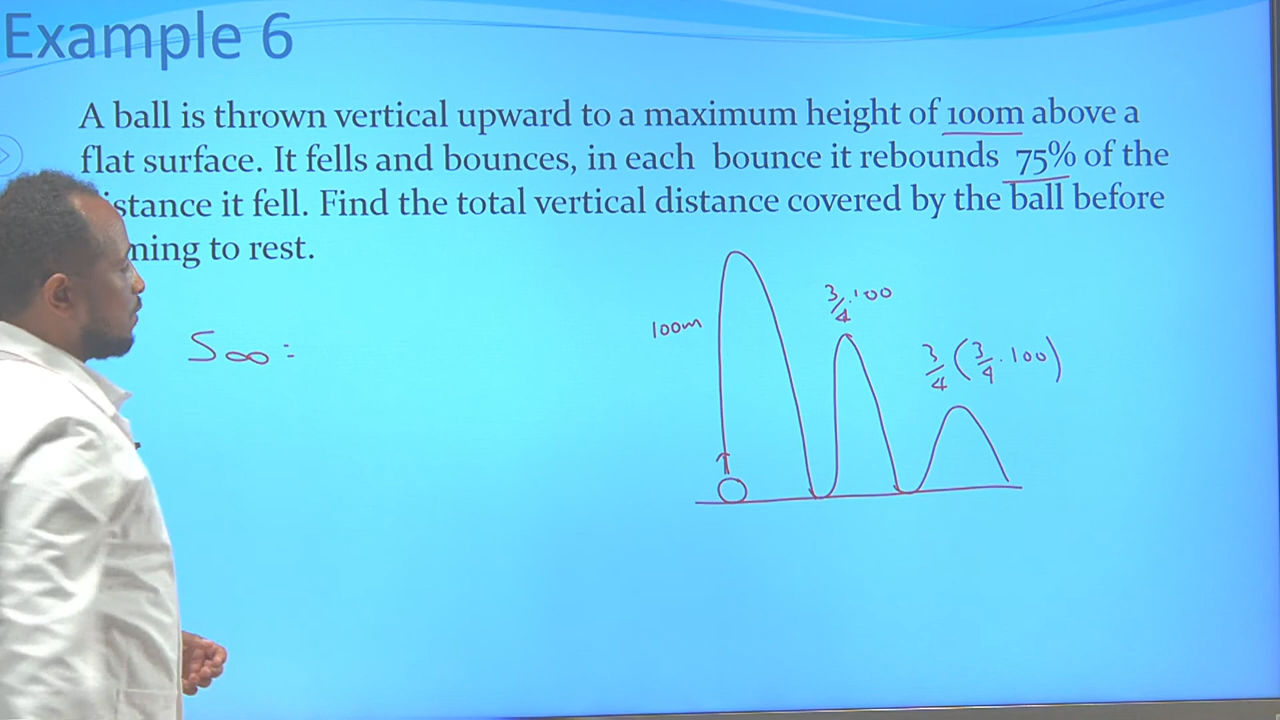 Example 6
A ball is thrown vertical upward to a maximum height of 100m above a
flat surface. It fells and bounces, in each bounce it rebounds 75% of the
stance it fell. Find the total vertical distance covered by the ball before
ning to rest.
S∞ =
100m
3/4 . 100
3/4 (3/4 . 100)